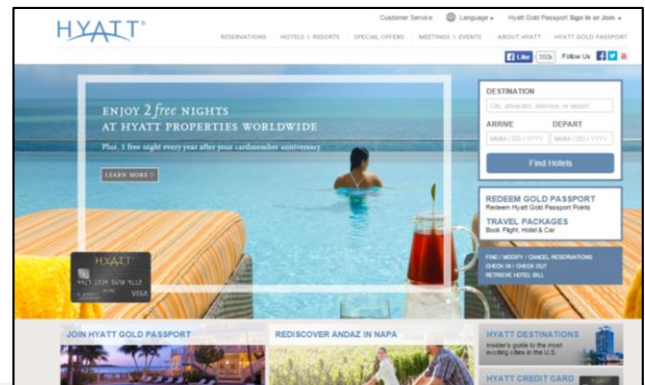 Customer Service Language Hyatt Gold Passport Sign In or Join
HYATT
RESERVATIONS HOTELS & RESORTS SPECIAL OFFERS MEETINGS & EVENTS ABOUT HYATT HYATT GOLD PASSPORT
Like 350k Follow Us
ENJOY 2 free NIGHTS
AT HYATT PROPERTIES WORLDWIDE
Plus, 1 free night every year after your cardmember anniversary
LEARN MORE
DESTINATION
City, attraction, address, or airport
ARRIVE DEPART
MMM / DD / YYYY MMM / DD / YYYY
Find Hotels
REDEEM GOLD PASSPORT
Redeem Hyatt Gold
Passport Points
TRAVEL PACKAGES
Book Flight, Hotel & Car
FIND / MODIFY / CANCEL RESERVATIONS
CHECK IN / CHECK OUT
RETRIEVE HOTEL BILL
HYATT
VISA
JOIN HYATT GOLD PASSPORT
REDISCOVER ANDAZ IN NAPA
HYATT DESTINATIONS
Insider's guide to the most
exciting cities in the U.S.
HYATT CREDIT CARD